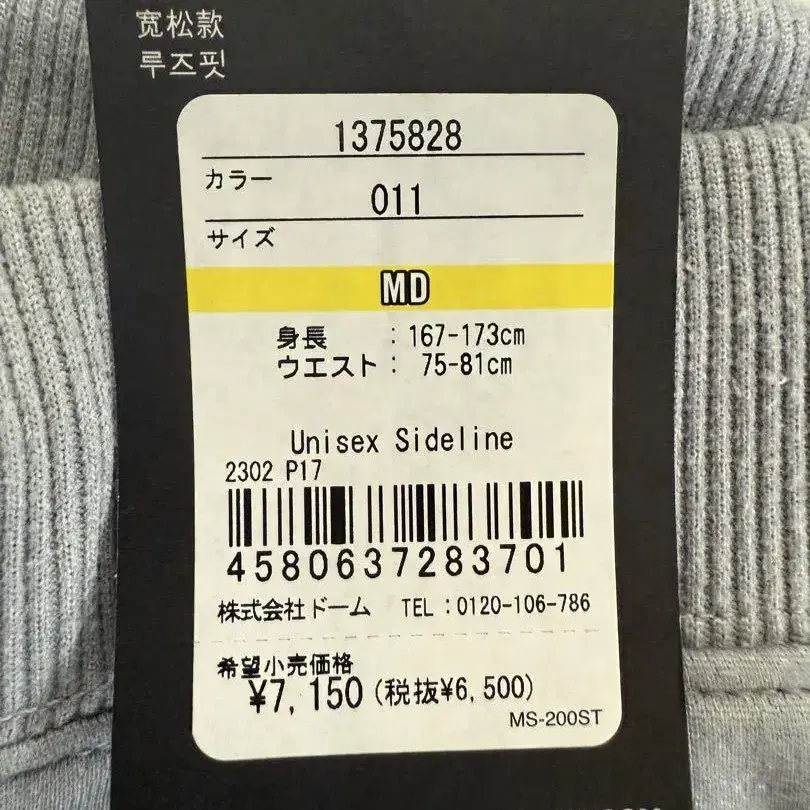 宽松款
루즈핏
1375828
カラー
011
サイズ
MD
身長 : 167-173cm
ウエスト : 75-81cm
Unisex Sideline
2302 P17
4580637283701
株式会社ドーム TEL:0120-106-786
希望小売価格
¥7,150(税抜¥6,500)
MS-200ST